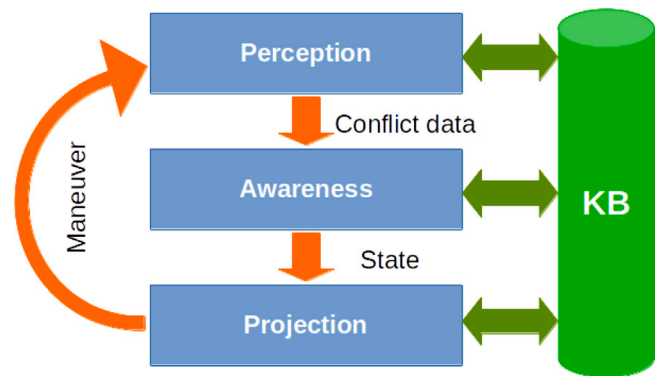 Perception
Conflict data
Maneuver
Awareness
KB
State
Projection